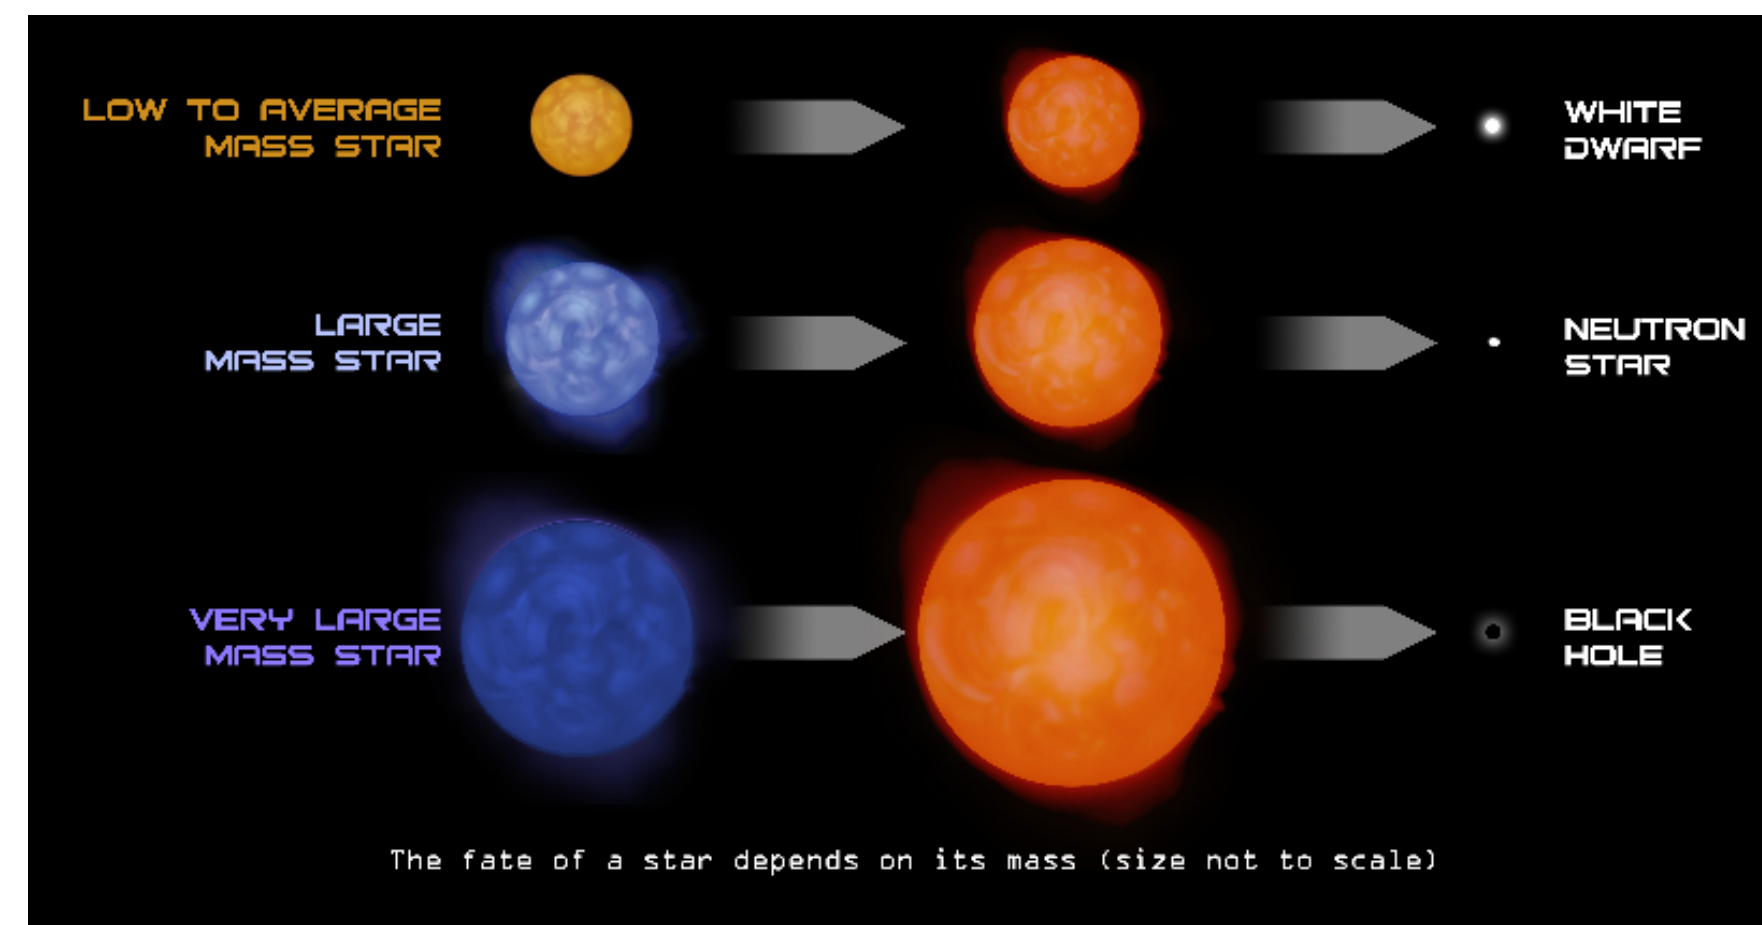 LOW TO AVERAGE
MASS STAR
WHITE
DWARF
LARGE
MASS STAR
NEUTRON
STAR
VERY LARGE
MASS STAR
BLACK
HOLE
The fate of a star depends on its mass (size not to scale)